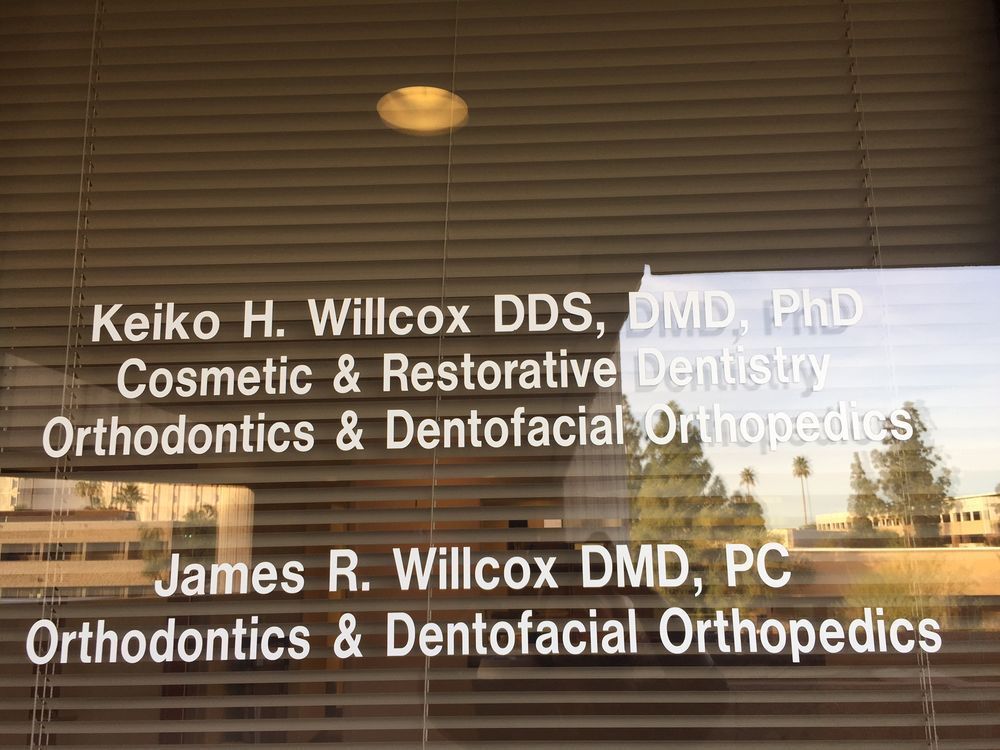 Keiko H. Willcox DDS, DMD, PhD
Cosmetic & Restorative Dentistry
Orthodontics & Dentofacial Orthopedics
James R. Willcox DMD, PC
Orthodontics & Dentofacial Orthopedics